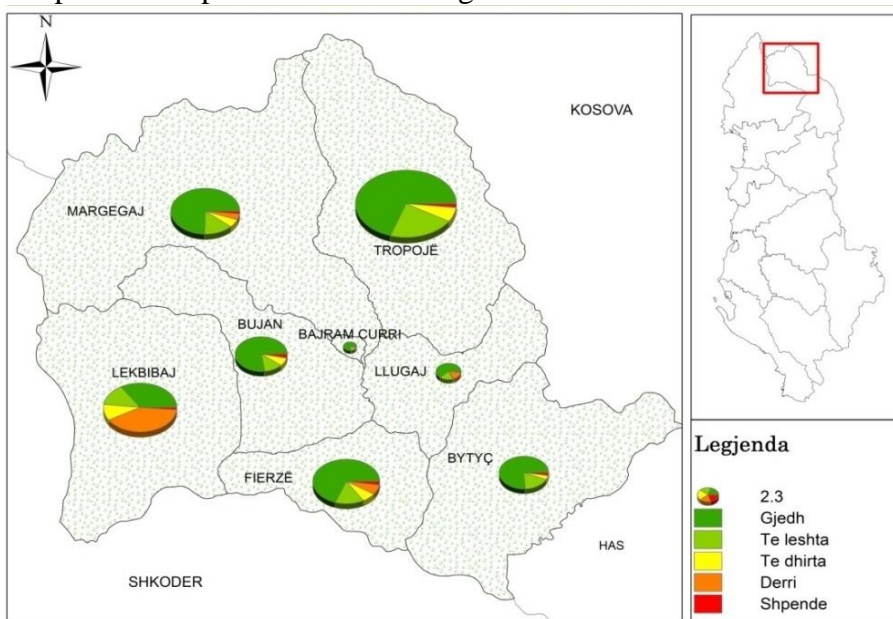 N
KOSOVA
MARGEGAJ
TROPOJË
BUJAN
BAJRAM CURRI
LEKBIBAJ
LLUGAJ
BYTYÇ
FIERZË
HAS
SHKODER
Legjenda
2.3
Gjedh
Te leshta
Te dhirta
Derri
Shpende